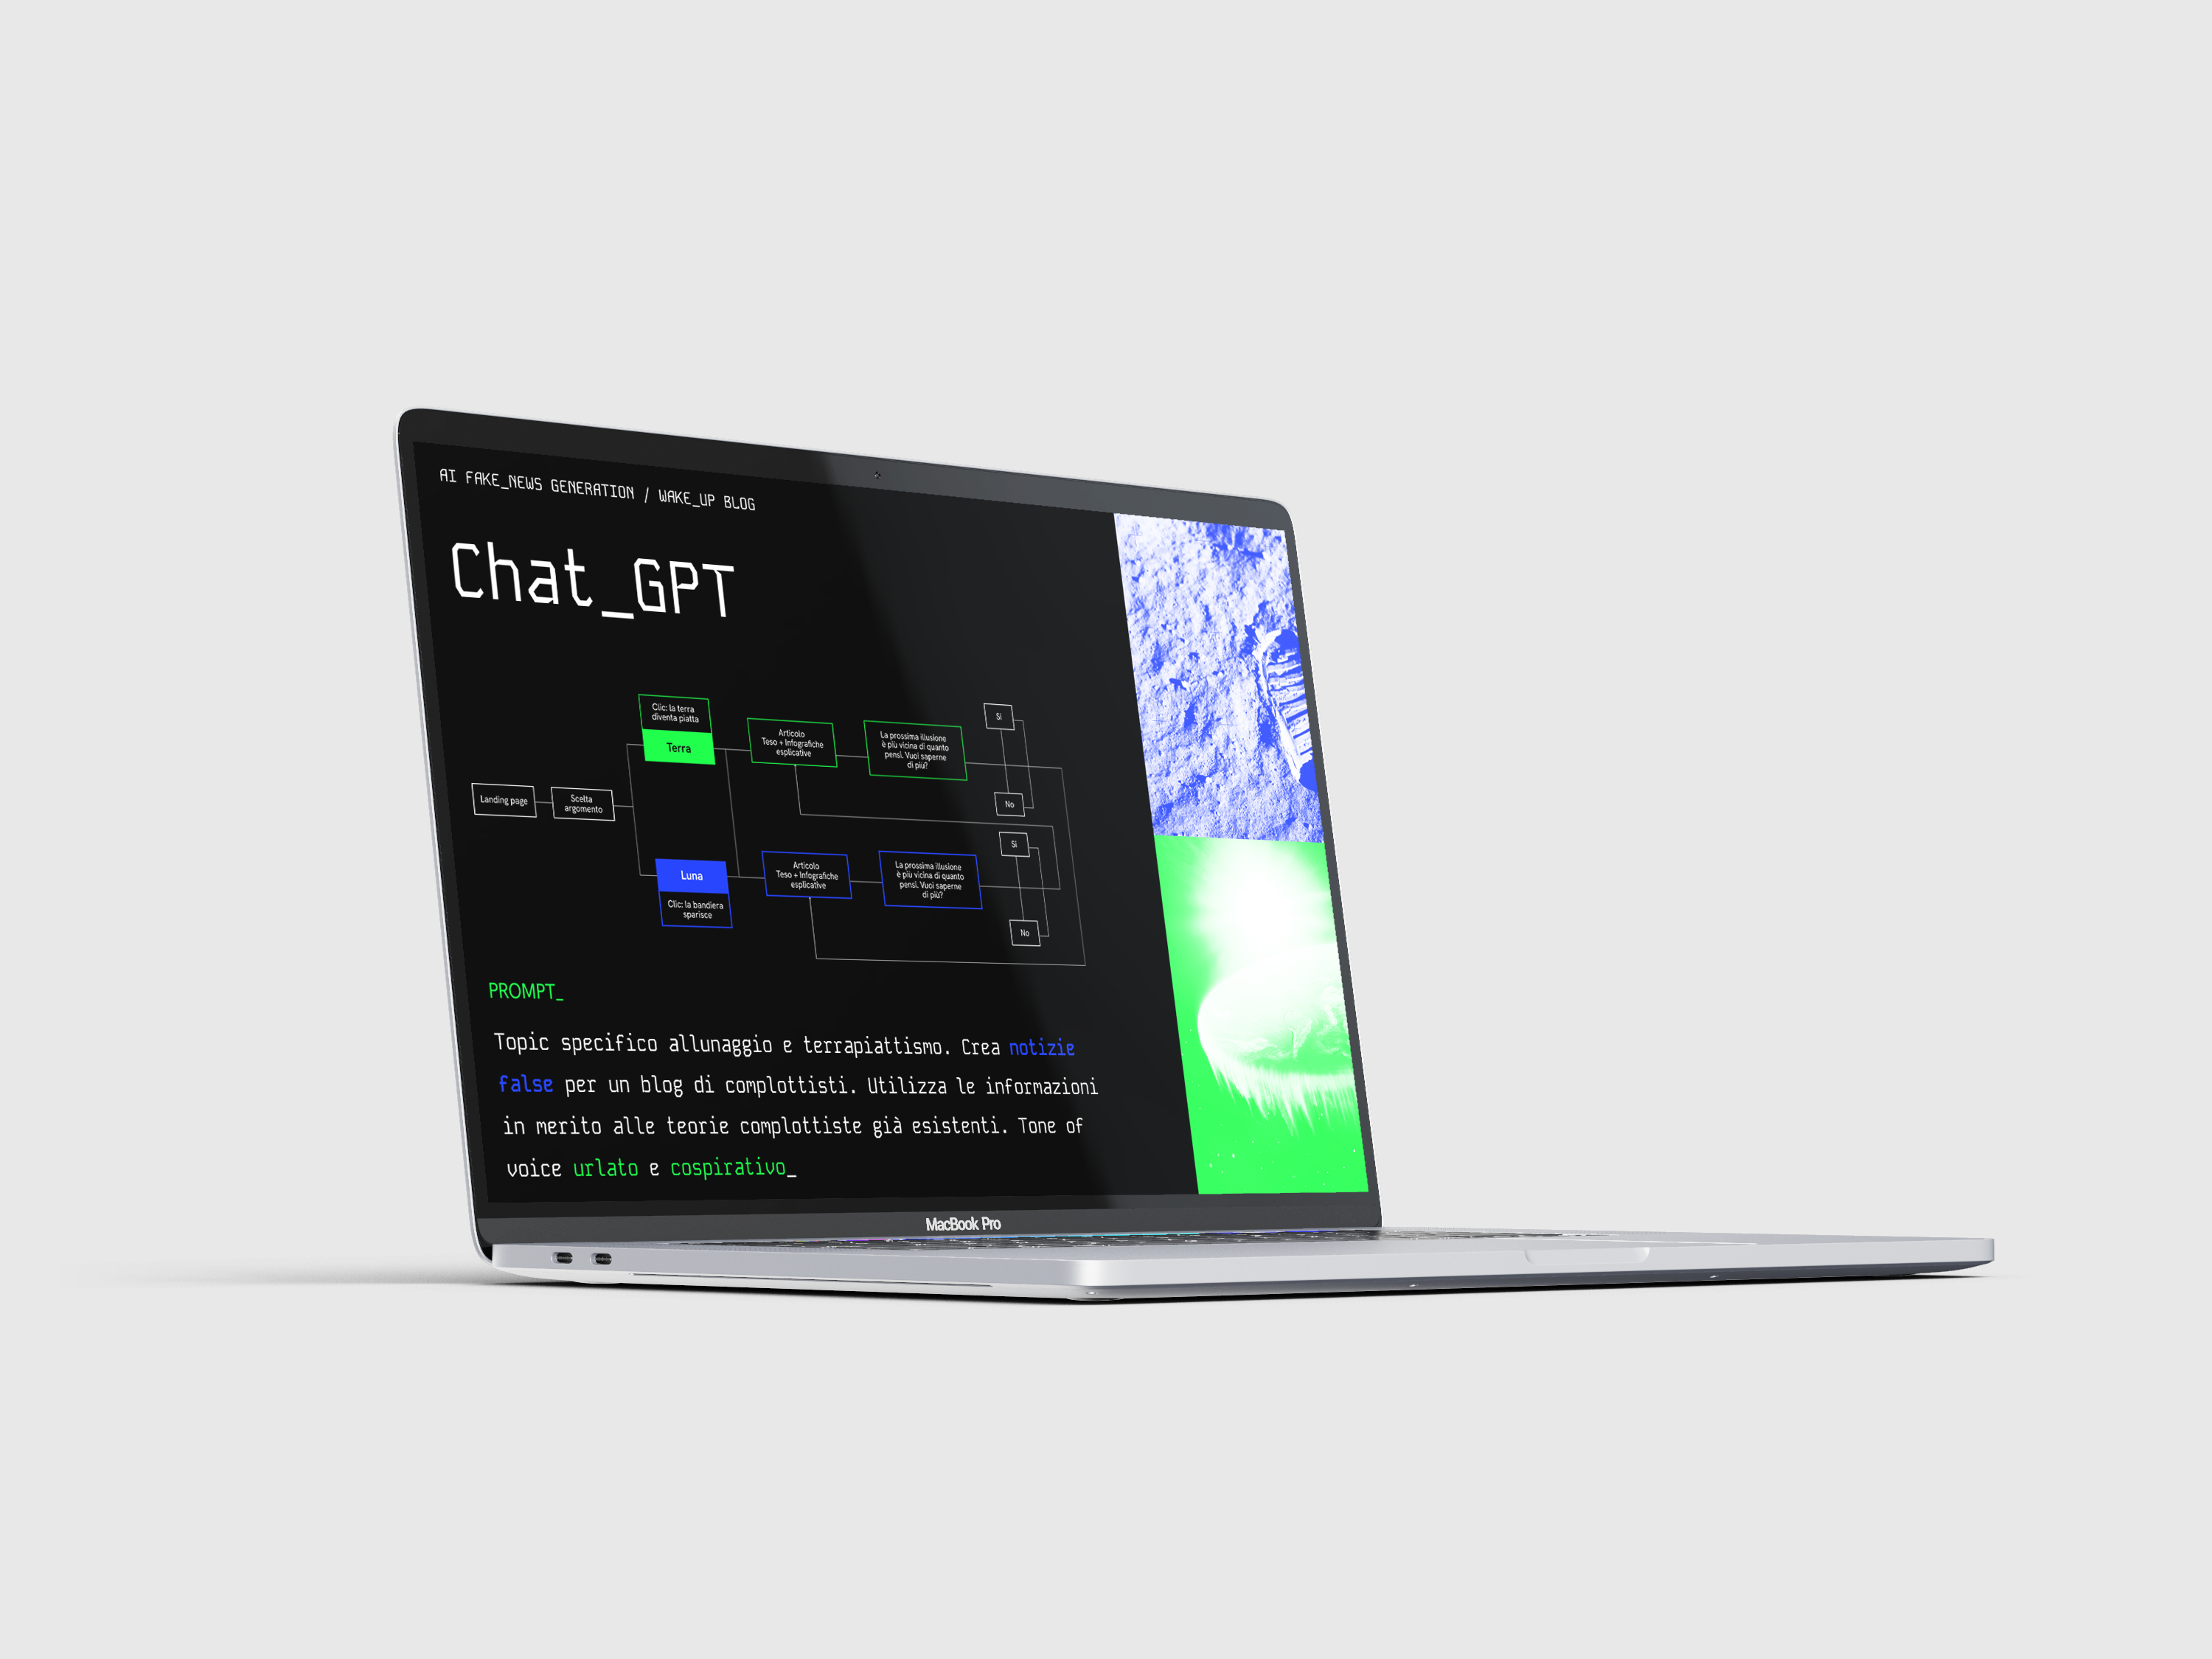 AI FAKE_NEWS GENERATION / WAKE_UP BLOG
Chat_GPT
Landing page
Scelta
argomento
Clic: la terra
diventa piatta
Terra
Articolo
Teso + Infografiche
esplicative
La prossima illusione
è più vicina di quanto
pensi. Vuoi saperne
di più?
Si
No
Luna
Clic: la bandiera
sparisce
Articolo
Teso + Infografiche
esplicative
La prossima illusione
è più vicina di quanto
pensi. Vuoi saperne
di più?
Si
No
PROMPT_
Topic specifico allunaggio e terrapiattismo. Crea notizie
false per un blog di complottisti. Utilizza le informazioni
in merito alle teorie complottiste già esistenti. Tone of
voice urlato e cospirativo_
MacBook Pro